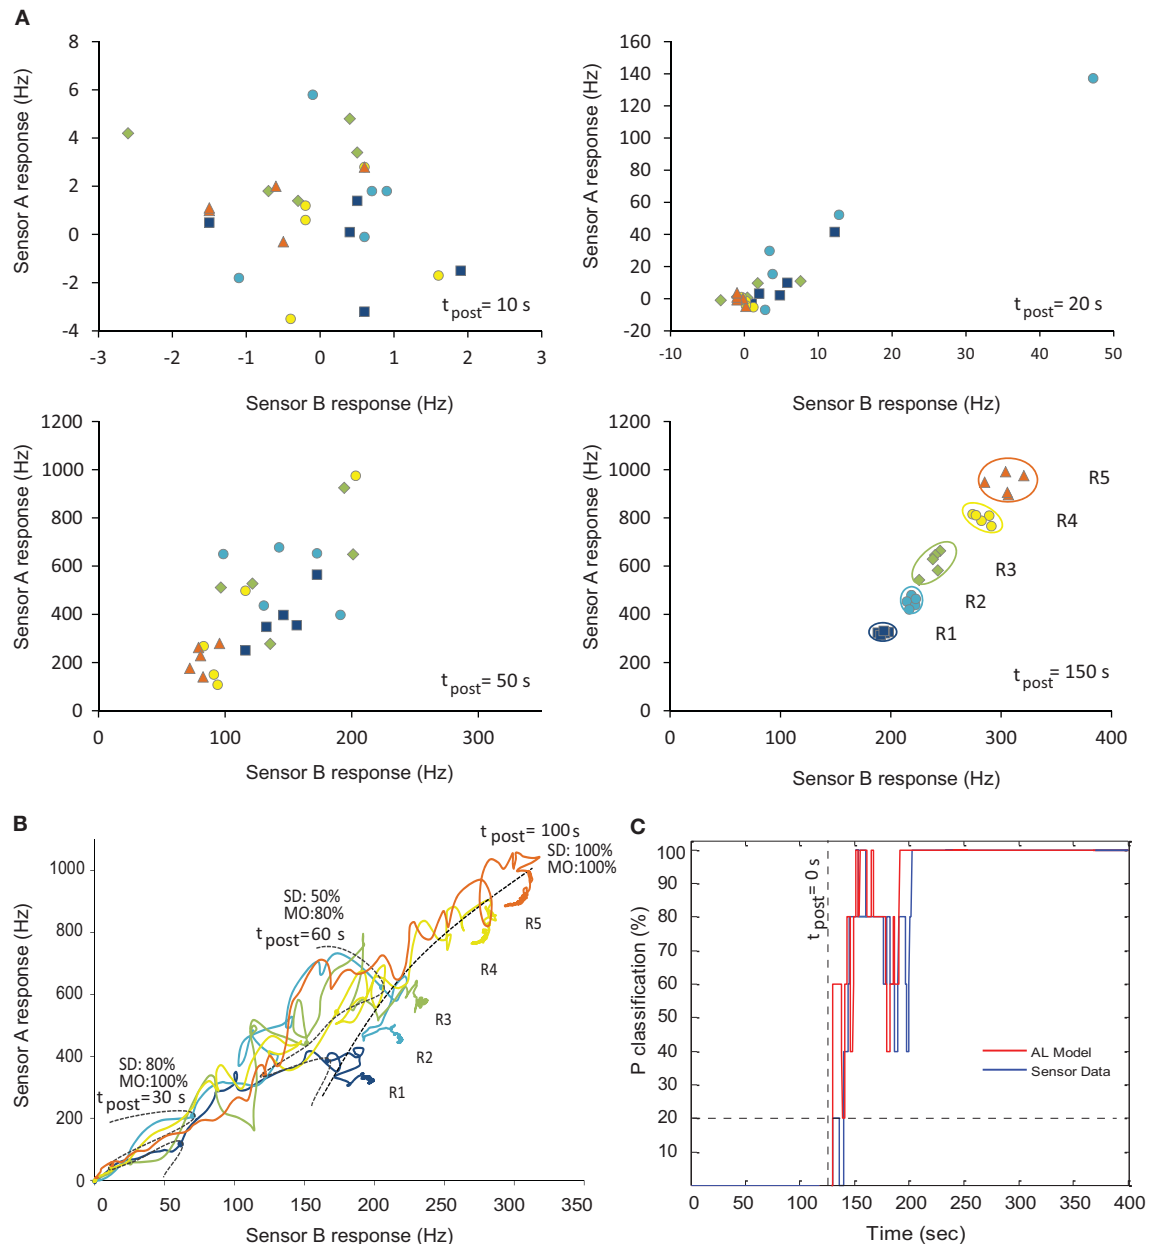 A
Sensor A response (Hz)
8
6
4
2
0
-2
-4
-3
-2
-1
0
1
2
3
t post= 10 s
Sensor B response (Hz)
Sensor A response (Hz)
160
140
120
100
80
60
40
20
0
-20
-10
0
10
20
30
40
50
t post= 20 s
Sensor B response (Hz)
Sensor A response (Hz)
1200
1000
800
600
400
200
0
0
100
200
300
t post= 50 s
Sensor B response (Hz)
Sensor A response (Hz)
1200
1000
800
600
400
200
0
0
100
200
300
400
R5
R4
R3
R2
R1
t post= 150 s
Sensor B response (Hz)
B
Sensor A response (Hz)
1000
800
600
400
200
0
0
50
100
150
200
250
300
350
t post= 100 s
SD: 100%
MO:100%
SD: 50%
MO:80%
t post= 60 s
SD: 80%
MO:100%
t post= 30 s
R5
R4
R3
R2
R1
Sensor B response (Hz)
C
P classification (%)
100
90
80
70
60
50
40
30
20
10
0
50
100
150
200
250
300
350
400
t post= 0 s
AL Model
Sensor Data
Time (sec)